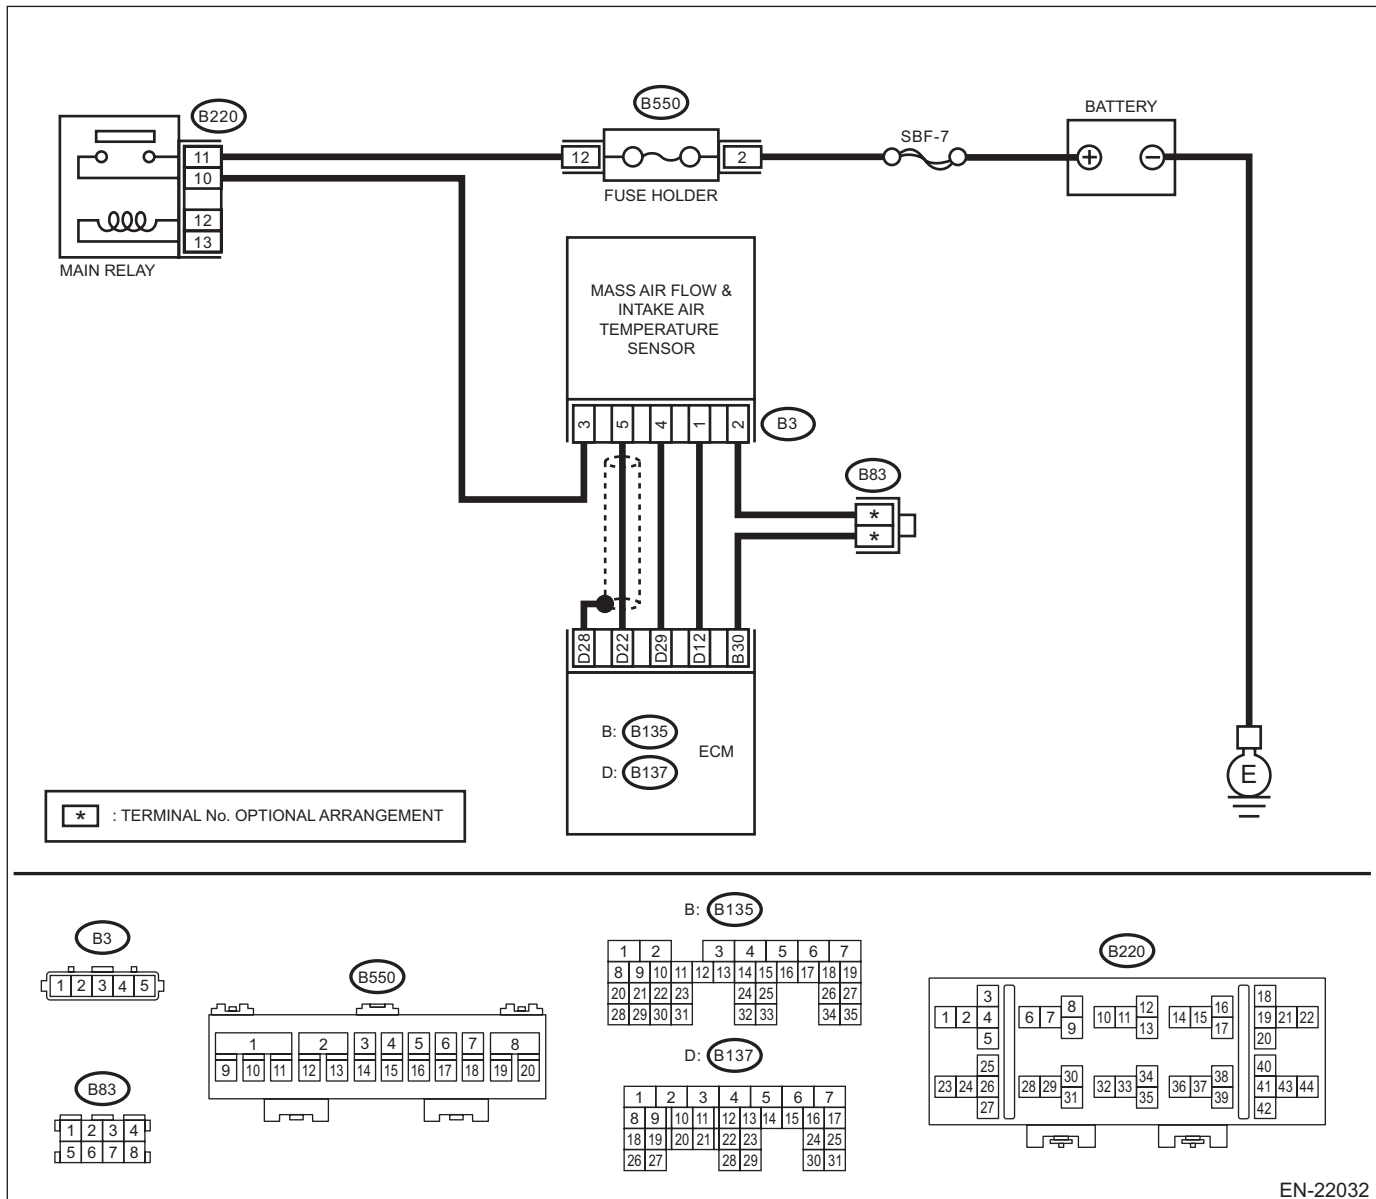 B220
B550
BATTERY
SBF-7
11
10
12
13
12
2
+
−
FUSE HOLDER
MAIN RELAY
MASS AIR FLOW &
INTAKE AIR
TEMPERATURE
SENSOR
3 5 4 1 2
B3
B83
*
*
D28 D22 D29 D12 B30
B: B135
ECM
D: B137
E
* : TERMINAL No. OPTIONAL ARRANGEMENT
B3
1 2 3 4 5
B83
1 2 3 4
5 6 7 8
B550
1 2 3 4 5 6 7 8
9 10 11 12 13 14 15 16 17 18 19 20
B: B135
1 2 3 4 5 6 7
8 9 10 11 12 13 14 15 16 17 18 19
20 21 22 23 24 25 26 27
28 29 30 31 32 33 34 35
D: B137
1 2 3 4 5 6 7
8 9 10 11 12 13 14 15 16 17
18 19 20 21 22 23 24 25
26 27 28 29 30 31
B220
3 18
8 12 16
1 2 4 6 7 10 11 14 15 19 21 22
9 13 17
5 20
25 40
30 34 38
23 24 26 28 29 32 33 36 37 41 43 44
31 35 39
27 42
EN-22032